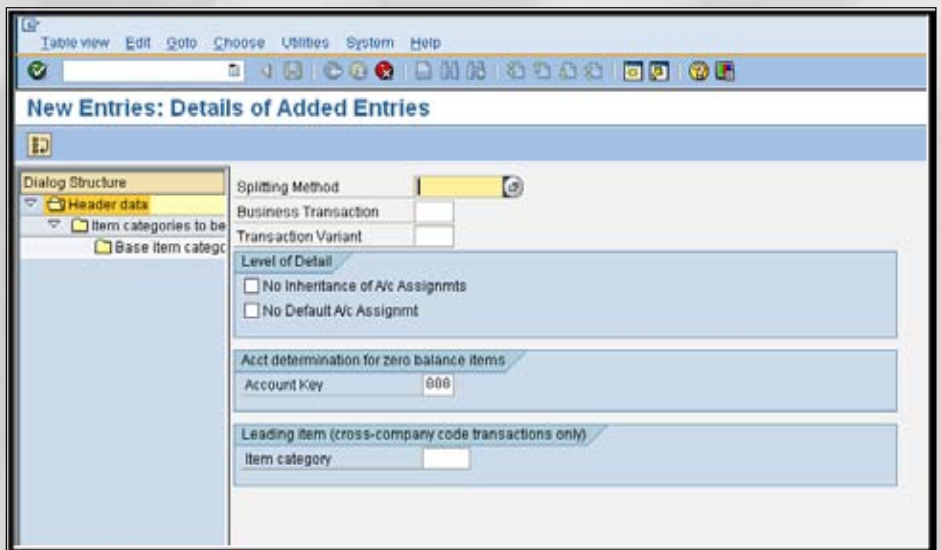 Table view Edit Goto Choose Utilities System Help
New Entries: Details of Added Entries
Dialog Structure
Header data
Item categories to be
Base item categc
Splitting Method
Business Transaction
Transaction Variant
Level of Detail
No Inheritance of A/c Assignmts
No Default A/c Assignmt
Acct determination for zero balance items
Account Key 000
Leading item (cross-company code transactions only)
Item category